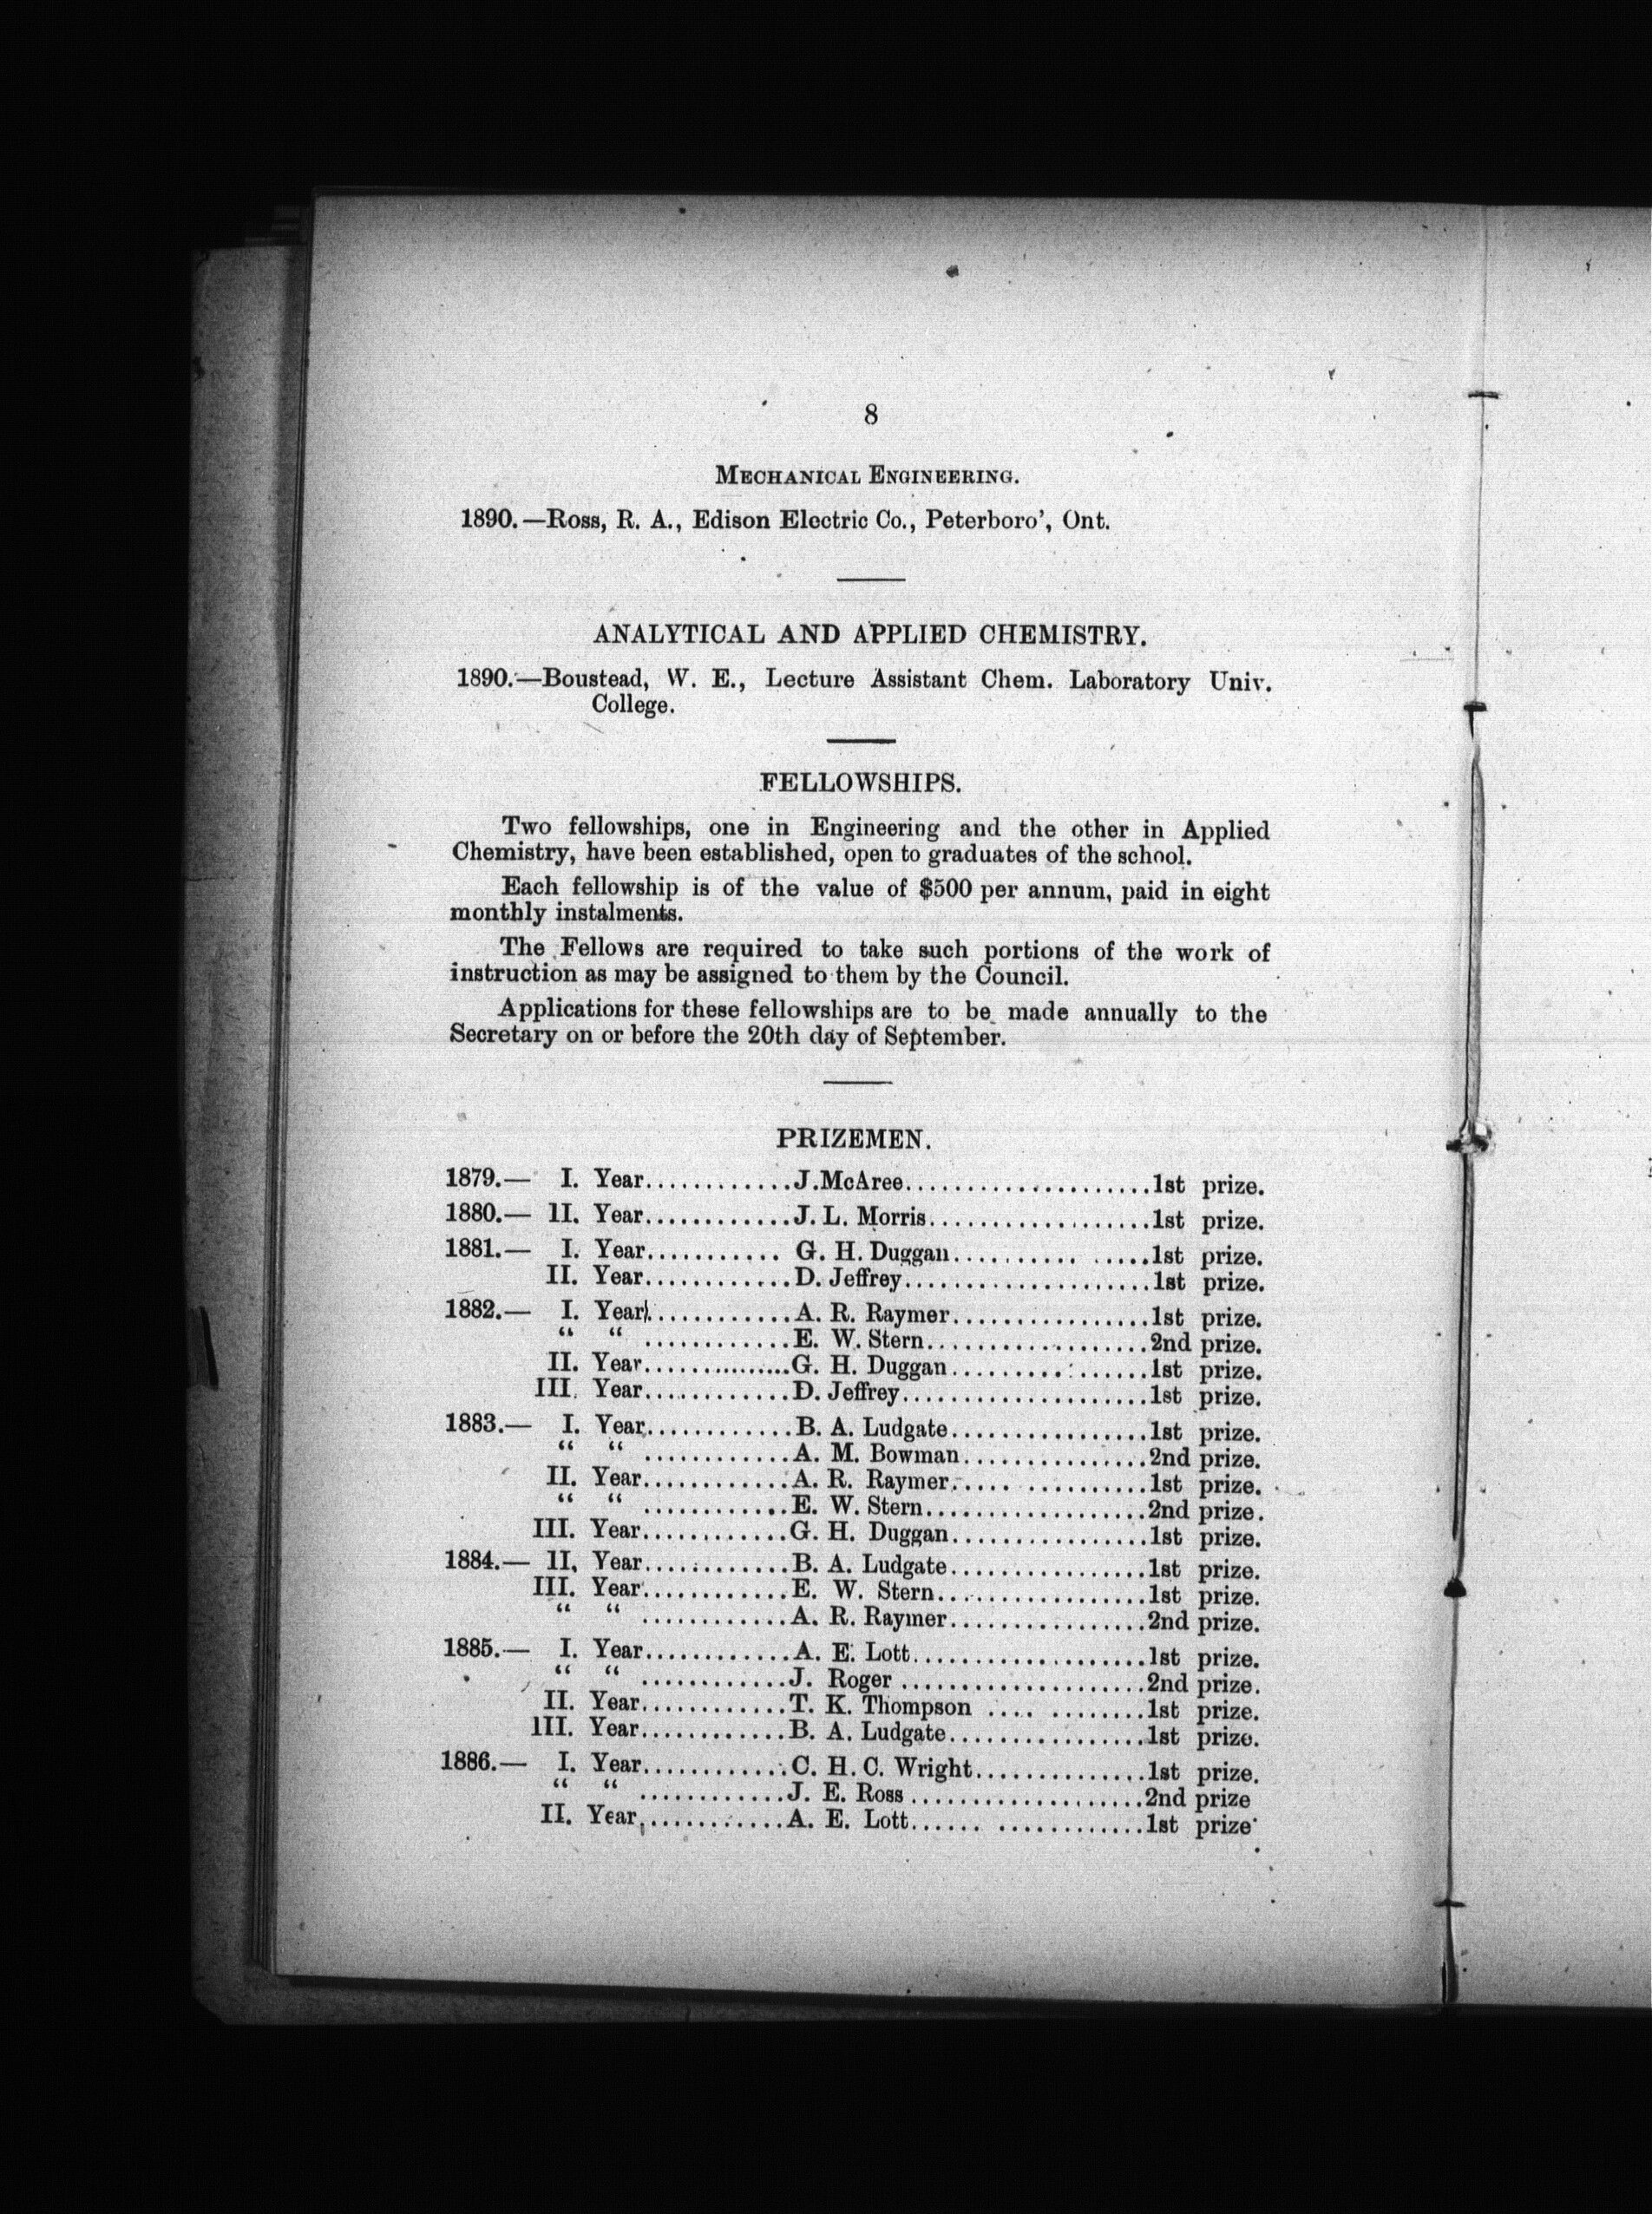 8
MECHANICAL ENGINEERING.
1890.—Ross, R. A., Edison Electric Co., Peterboro', Ont.
ANALYTICAL AND APPLIED CHEMISTRY.
1890.—Boustead, W. E., Lecture Assistant Chem. Laboratory Univ.
College.
FELLOWSHIPS.
Two fellowships, one in Engineering and the other in Applied
Chemistry, have been established, open to graduates of the school.
Each fellowship is of the value of $500 per annum, paid in eight
monthly instalments.
The Fellows are required to take such portions of the work of
instruction as may be assigned to them by the Council.
Applications for these fellowships are to be made annually to the
Secretary on or before the 20th day of September.
PRIZEMEN.
1879.— I. Year............J. McAree....................1st prize.
1880.— II. Year............J. L. Morris..................1st prize.
1881.— I. Year........... G. H. Duggan.......... .....1st prize.
II. Year............D. Jeffrey....................1st prize.
1882.— I. Year............A. R. Raymer................1st prize.
“ “ ............E. W. Stern..................2nd prize.
II. Year............G. H. Duggan................1st prize.
III. Year............D. Jeffrey....................1st prize.
1883.— I. Year............B. A. Ludgate................1st prize.
“ “ ............A. M. Bowman...............2nd prize.
II. Year............A. R. Raymer..... ..........1st prize.
“ “ ............E. W. Stern..................2nd prize.
III. Year............G. H. Duggan................1st prize.
1884.— II. Year............B. A. Ludgate................1st prize.
III. Year............E. W. Stern.................1st prize.
“ “ ............A. R. Raymer................2nd prize.
1885.— I. Year............A. E. Lott...................1st prize.
“ “ ............J. Roger ....................2nd prize.
II. Year............T. K. Thompson .... ........1st prize.
III. Year............B. A. Ludgate................1st prize.
1886.— I. Year............C. H. C. Wright..............1st prize.
“ “ ............J. E. Ross ...................2nd prize
II. Year............A. E. Lott...... ............1st prize